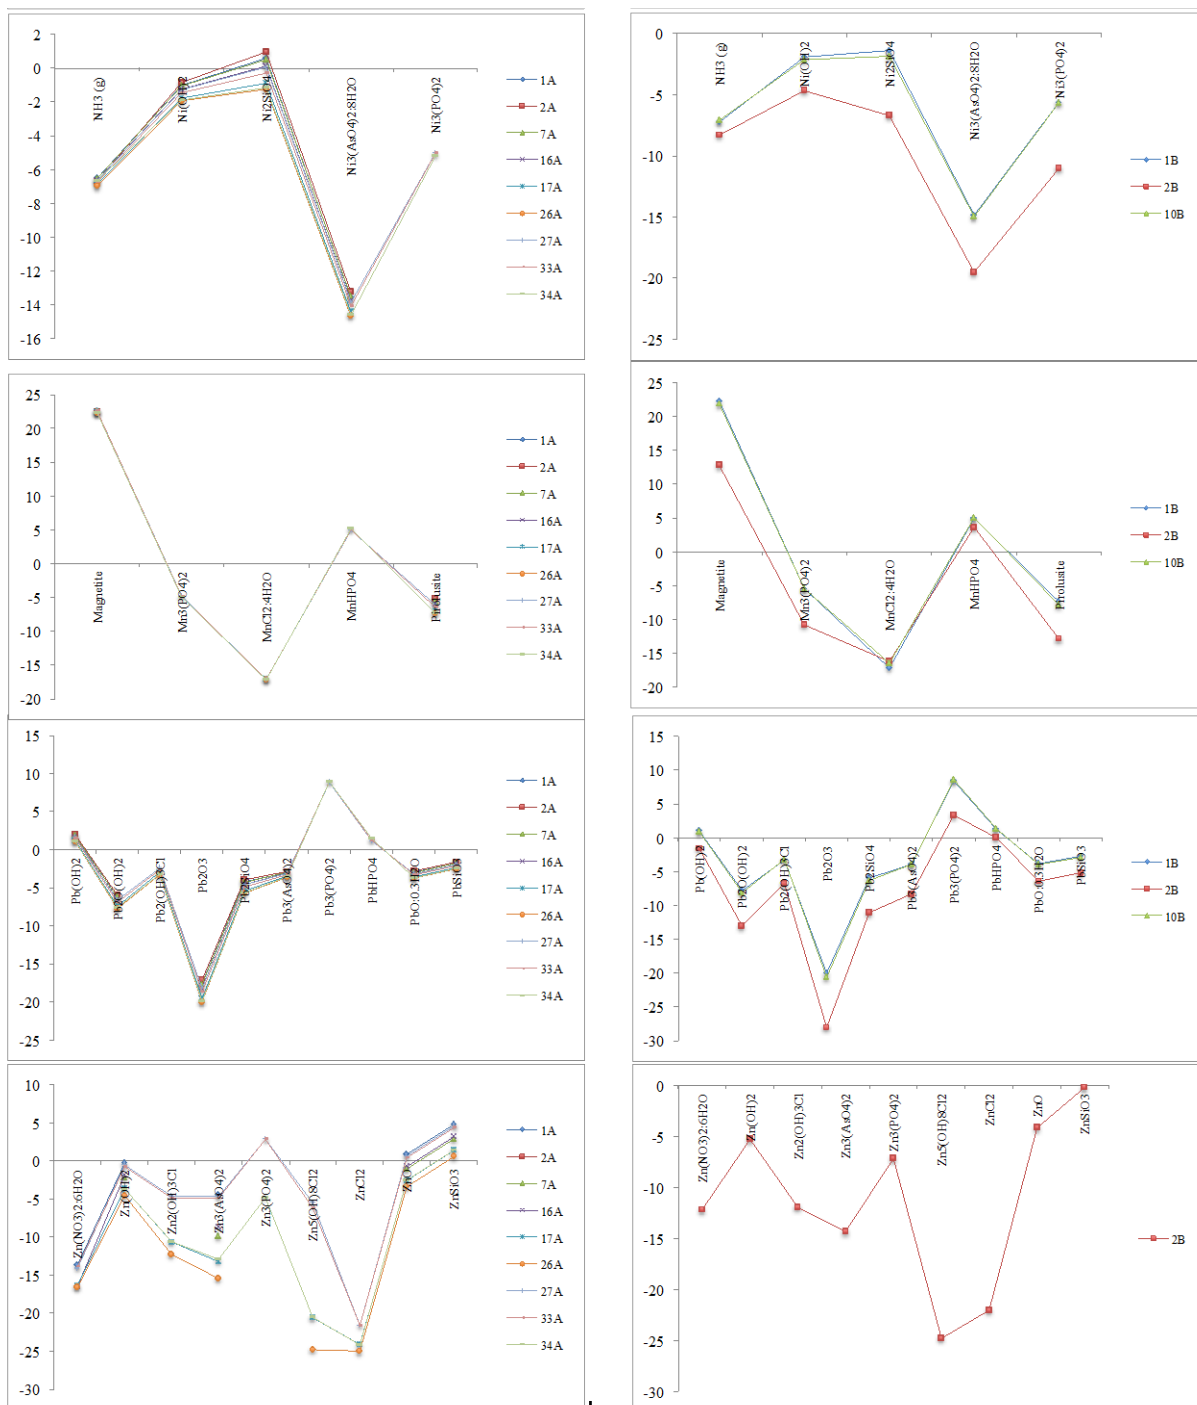 2
0
-2
-4
-6
-8
-10
-12
-14
-16
NH3 (g)
Ni(OH)2
Ni2SiO4
Ni3(AsO4)2:8H2O
Ni3(PO4)2
1A
2A
7A
16A
17A
26A
27A
33A
34A
0
-5
-10
-15
-20
-25
NH3 (g)
Ni(OH)2
Ni2SiO4
Ni3(AsO4)2:8H2O
Ni3(PO4)2
1B
2B
10B
25
20
15
10
5
0
-5
-10
-15
-20
Magnetite
Mn3(PO4)2
MnCl2:4H2O
MnHPO4
Pirolusite
1A
2A
7A
16A
17A
26A
27A
33A
34A
25
20
15
10
5
0
-5
-10
-15
-20
Magnetite
Mn3(PO4)2
MnCl2:4H2O
MnHPO4
Pirolusite
1B
2B
10B
15
10
5
0
-5
-10
-15
-20
-25
Pb(OH)2
Pb2O(OH)2
Pb2(OH)3Cl
Pb2O3
Pb2SiO4
Pb3(AsO4)2
Pb3(PO4)2
PbHPO4
PbO:0.3H2O
PbSiO3
1A
2A
7A
16A
17A
26A
27A
33A
34A
15
10
5
0
-5
-10
-15
-20
-25
-30
Pb(OH)2
Pb2O(OH)2
Pb2(OH)3Cl
Pb2O3
Pb2SiO4
Pb3(AsO4)2
Pb3(PO4)2
PbHPO4
PbO:0.3H2O
PbSiO3
1B
2B
10B
10
5
0
-5
-10
-15
-20
-25
-30
Zn(NO3)2:6H2O
Zn(OH)2
Zn2(OH)3Cl
Zn3(AsO4)2
Zn3(PO4)2
Zn5(OH)8Cl2
ZnCl2
ZnO
ZnSiO3
1A
2A
7A
16A
17A
26A
27A
33A
34A
0
-5
-10
-15
-20
-25
-30
Zn(NO3)2:6H2O
Zn(OH)2
Zn2(OH)3Cl
Zn3(AsO4)2
Zn3(PO4)2
Zn5(OH)8Cl2
ZnCl2
ZnO
ZnSiO3
2B